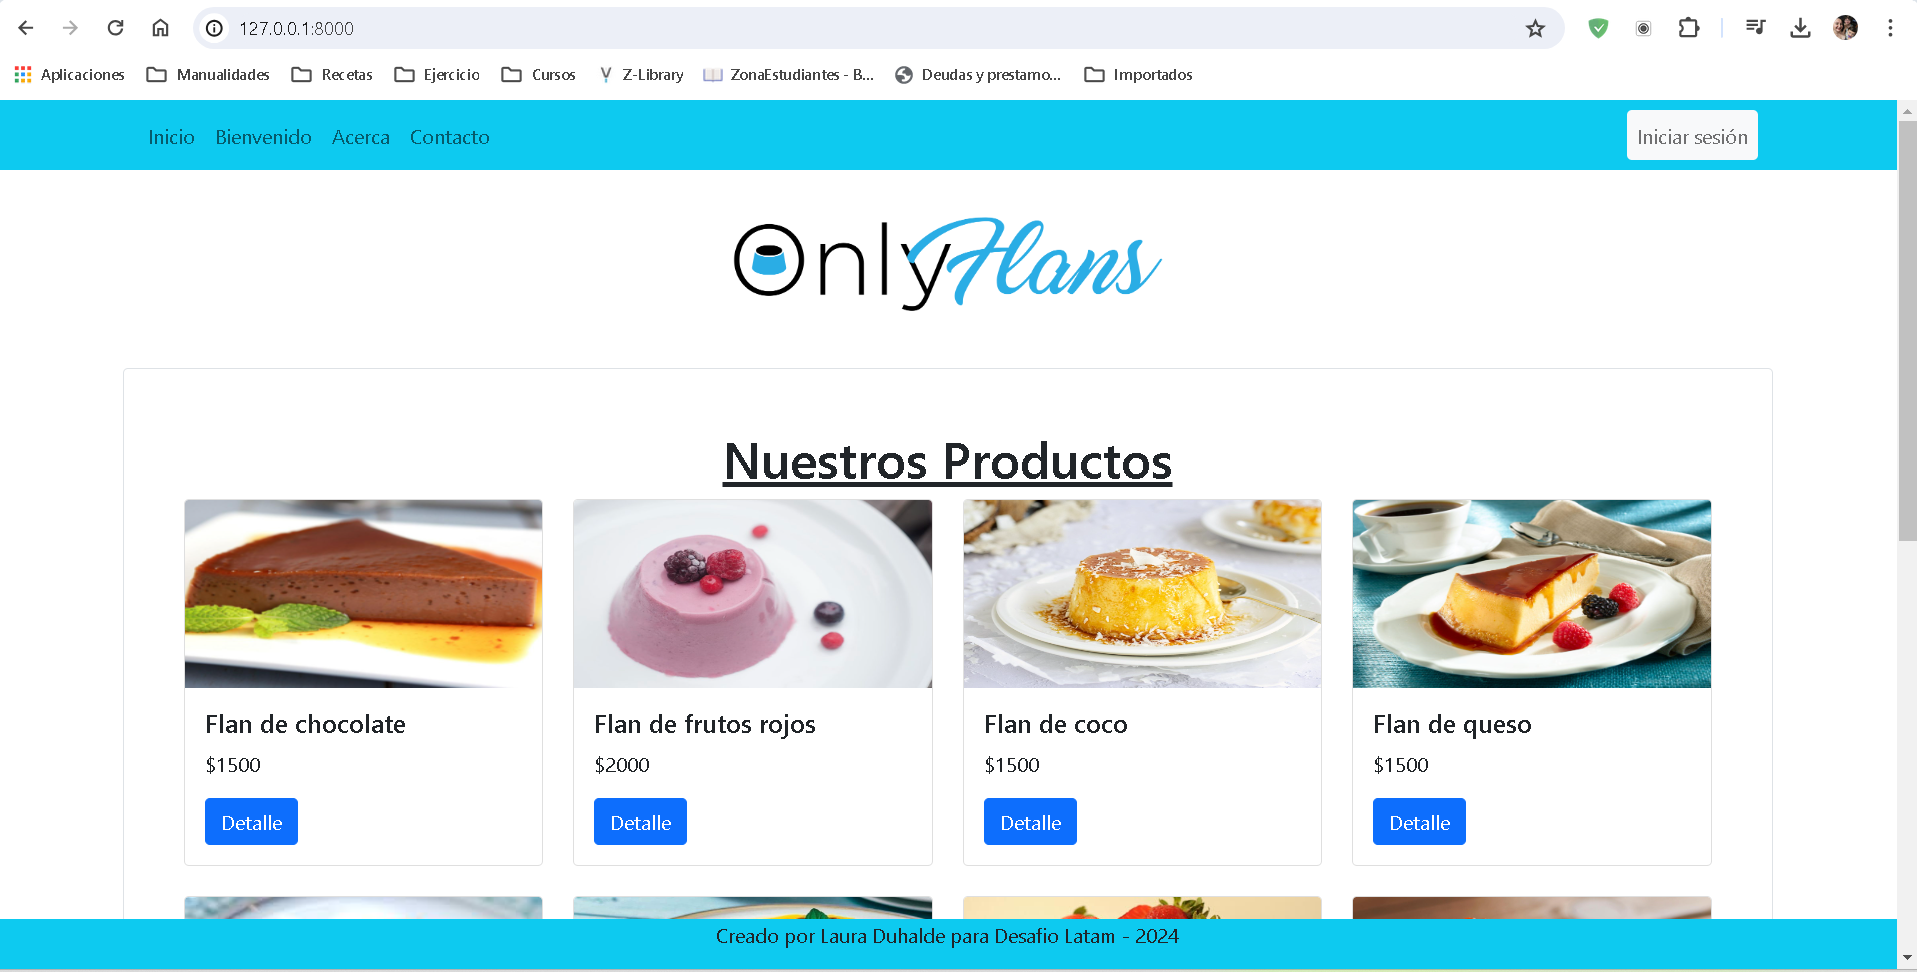 127.0.0.1:8000
Aplicaciones Manualidades Recetas Ejercicio Cursos Z-Library ZonaEstudiantes - B... Deudas y prestamo... Importados
Inicio Bienvenido Acerca Contacto Iniciar sesión
OnlyFlans
Nuestros Productos
Flan de chocolate Flan de frutos rojos Flan de coco Flan de queso
$1500 $2000 $1500 $1500
Detalle Detalle Detalle Detalle
Creado por Laura Duhalde para Desafio Latam - 2024